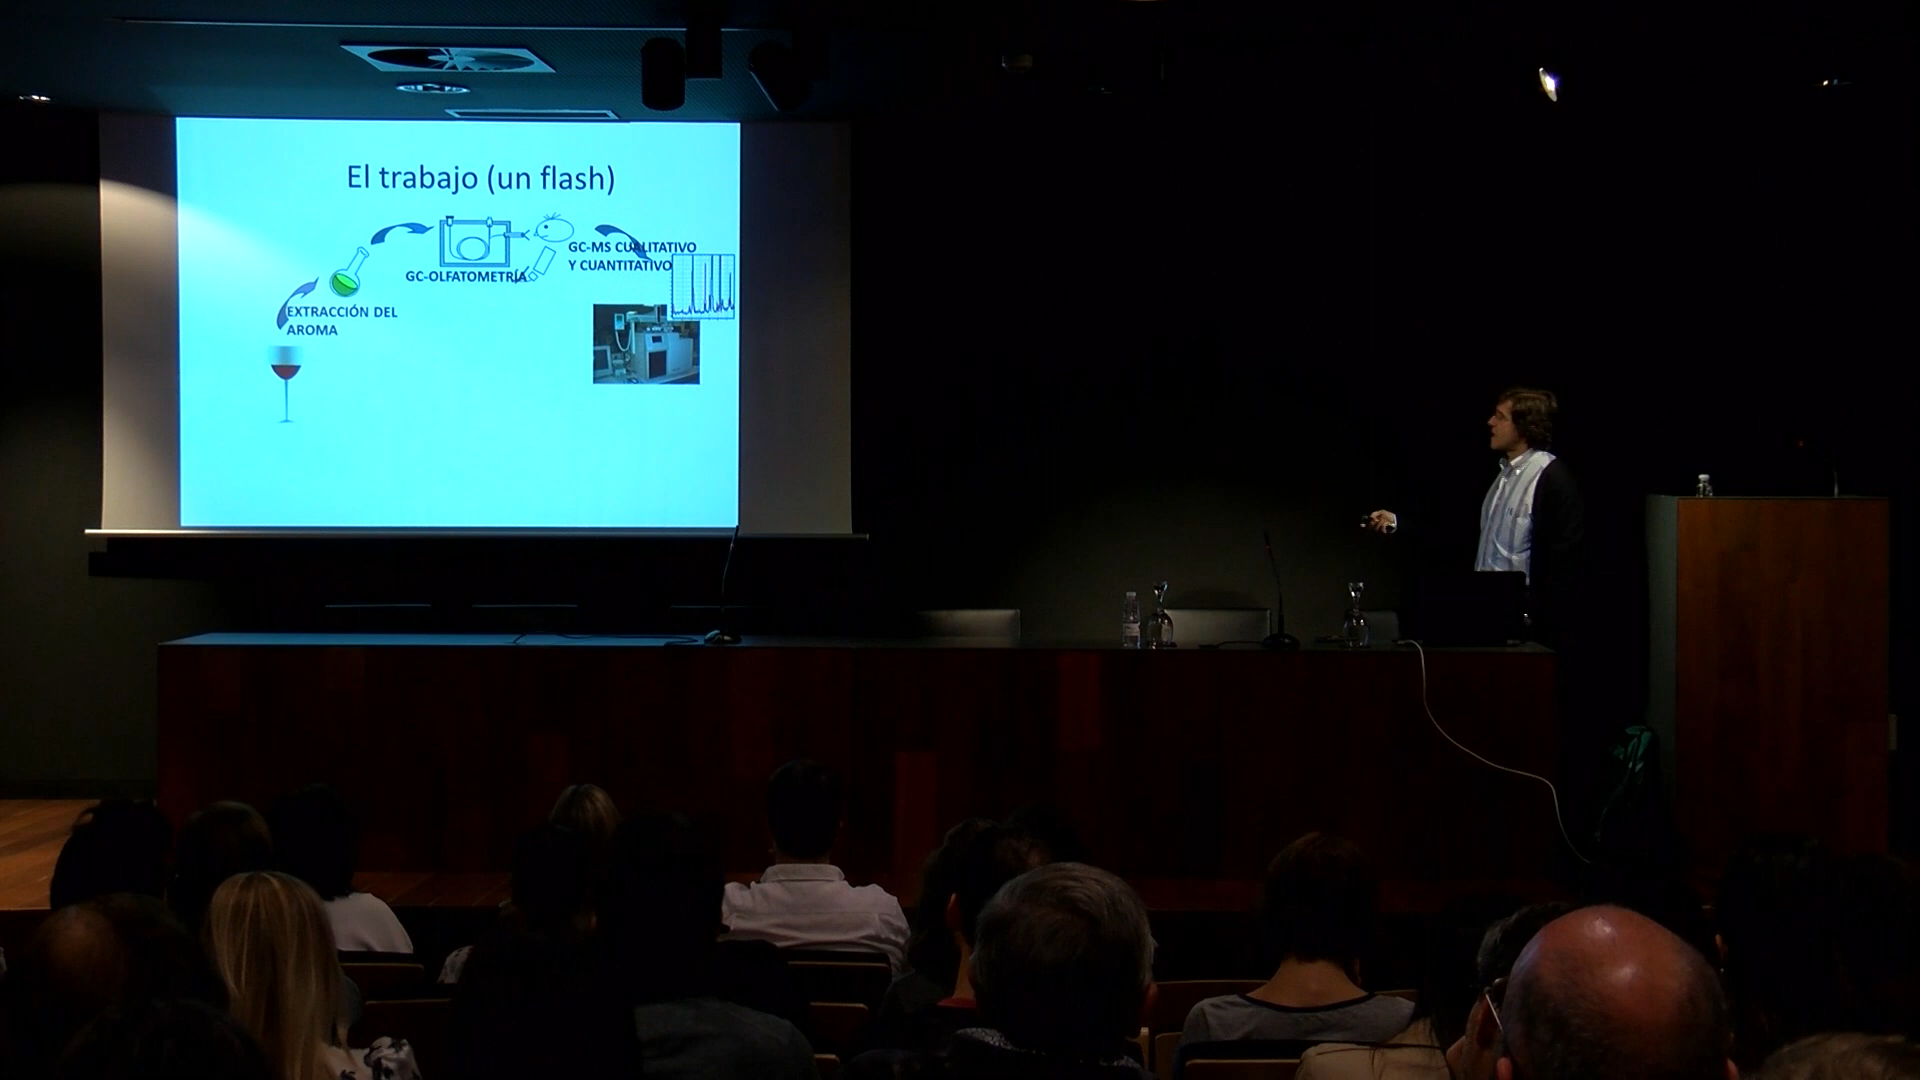 El trabajo (un flash)
GC-MS CUALITATIVO
Y CUANTITATIVO
GC-OLFATOMETRÍA
EXTRACCIÓN DEL
AROMA